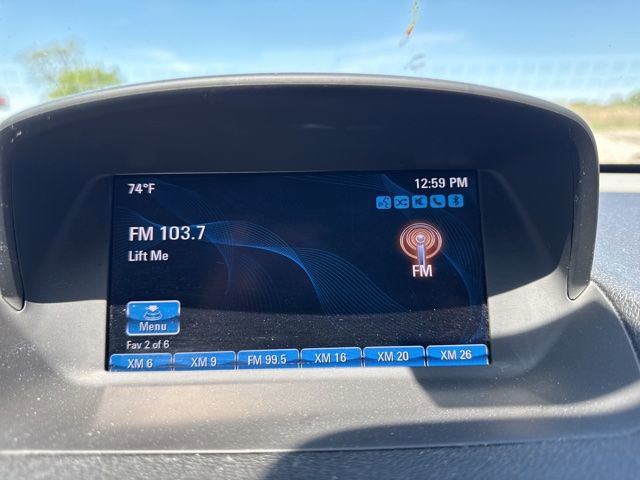 74°F 12:59 PM
FM 103.7
Lift Me
FM
Menu
Fav 2 of 6
XM 6 XM 9 FM 99.5 XM 16 XM 20 XM 26